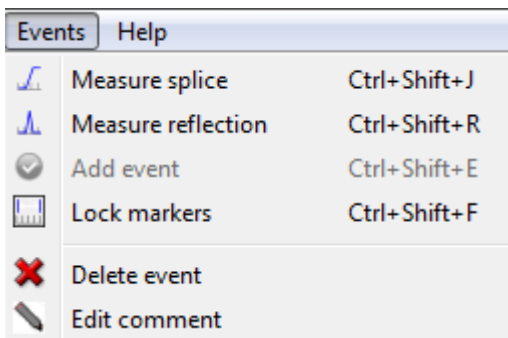 Events Help
Measure splice Ctrl+Shift+J
Measure reflection Ctrl+Shift+R
Add event Ctrl+Shift+E
Lock markers Ctrl+Shift+F
Delete event
Edit comment